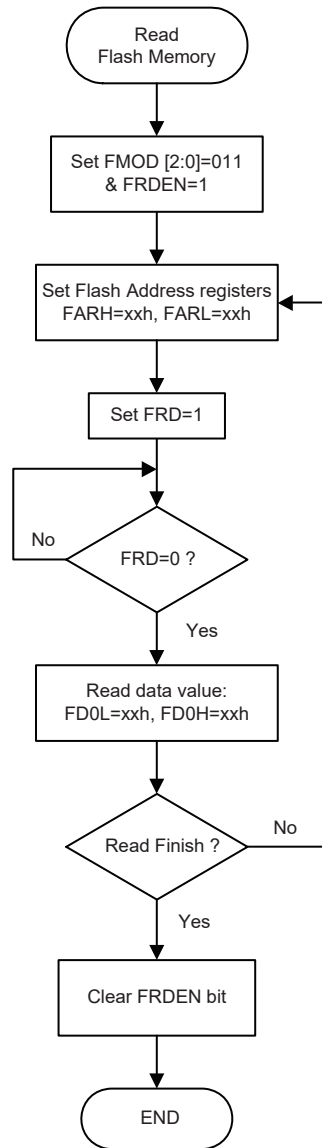 Read
Flash Memory
Set FMOD [2:0]=011
& FRDEN=1
Set Flash Address registers
FARH=xxh, FARL=xxh
Set FRD=1
No
FRD=0 ?
Yes
Read data value:
FD0L=xxh, FD0H=xxh
Read Finish ?
No
Yes
Clear FRDEN bit
END